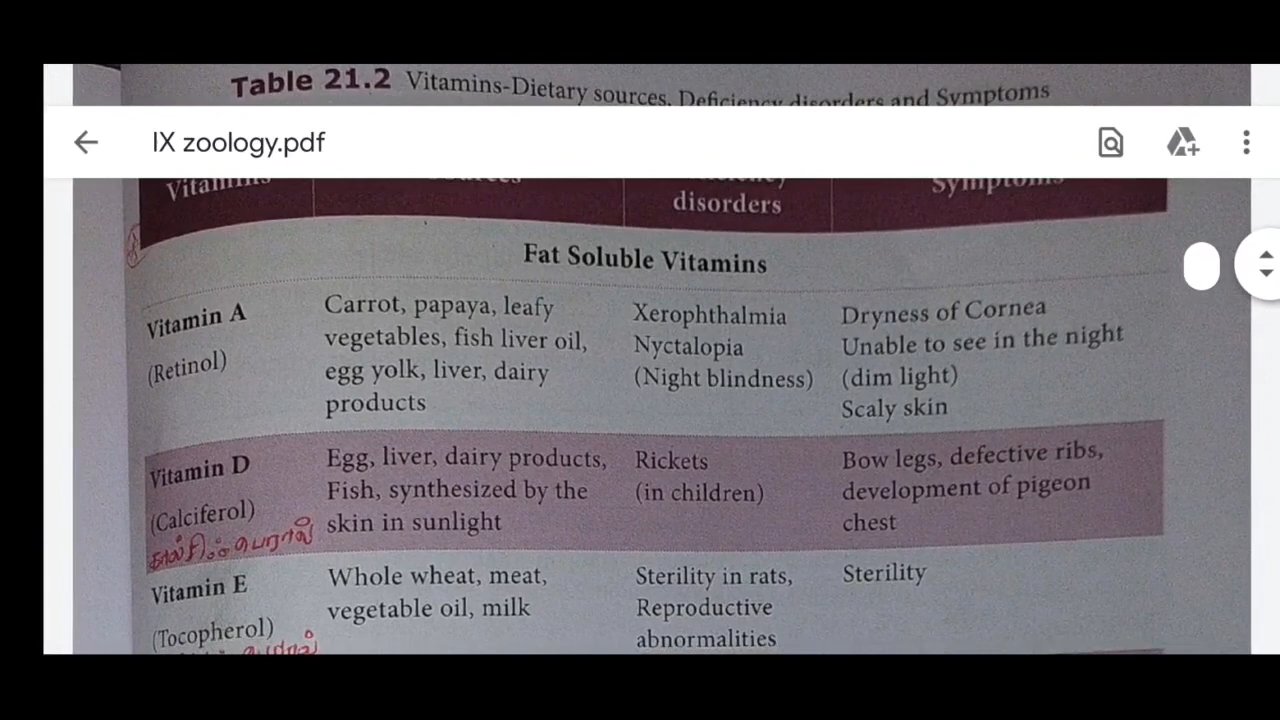 Table 21.2 Vitamins-Dietary sources, Deficiency disorders and Symptoms
IX zoology.pdf
Vitamins
Sources
disorders
Symptoms
Fat Soluble Vitamins
Vitamin A
(Retinol)
Carrot, papaya, leafy
vegetables, fish liver oil,
egg yolk, liver, dairy
products
Xerophthalmia
Nyctalopia
(Night blindness)
Dryness of Cornea
Unable to see in the night
(dim light)
Scaly skin
Vitamin D
(Calciferol)
கால்சிஃபெரால்
Egg, liver, dairy products,
Fish, synthesized by the
skin in sunlight
Rickets
(in children)
Bow legs, defective ribs,
development of pigeon
chest
Vitamin E
(Tocopherol)
Whole wheat, meat,
vegetable oil, milk
Sterility in rats,
Reproductive
abnormalities
Sterility